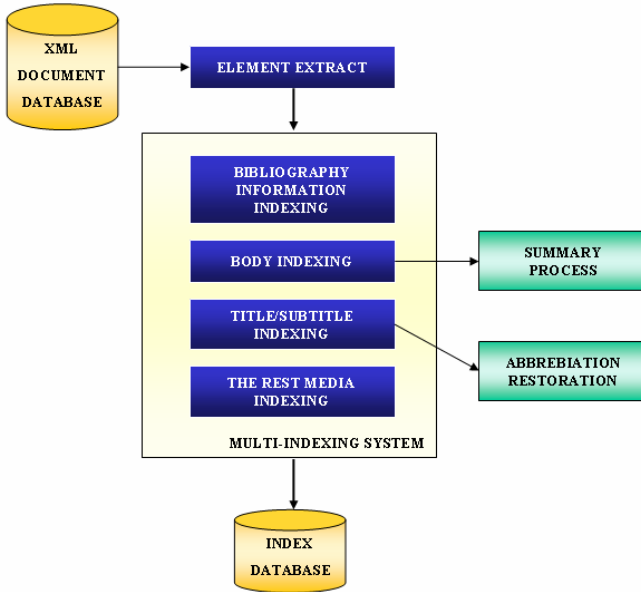 XML
DOCUMENT
DATABASE
ELEMENT EXTRACT
BIBLIOGRAPHY
INFORMATION
INDEXING
BODY INDEXING
SUMMARY
PROCESS
TITLE/SUBTITLE
INDEXING
ABBREBIATION
RESTORATION
THE REST MEDIA
INDEXING
MULTI-INDEXING SYSTEM
INDEX
DATABASE